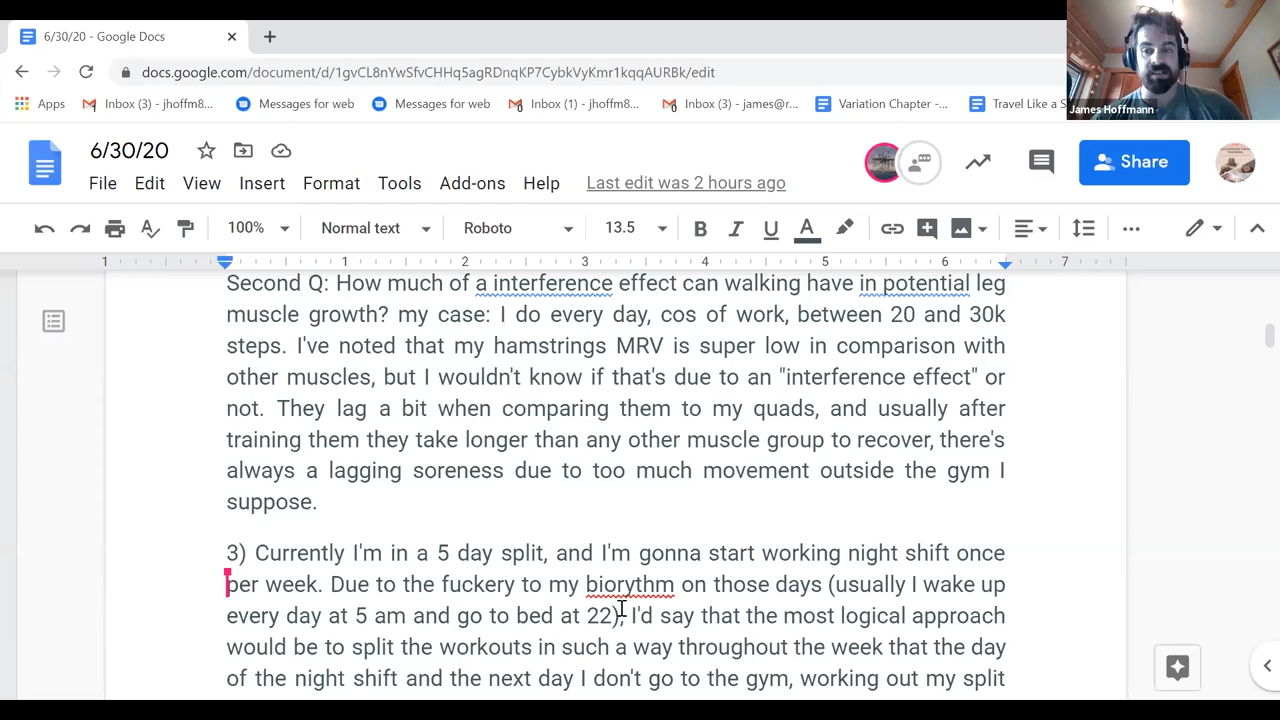 6/30/20 - Google Docs
docs.google.com/document/d/1gvCL8nYwSfvCHHq5agRDnqKP7CybkVyKmr1kqqAURBk/edit
Apps
Inbox (3) - jhoffm8...
Messages for web
Messages for web
Inbox (1) - jhoffm8...
Inbox (4) - james@r...
Variation Chapter -...
Travel Like a S
James Hoffmann
6/30/20
Share
File Edit View Insert Format Tools Add-ons Help Last edit was 2 hours ago
100% Normal text Roboto 13.5 B I U A
1 1 2 3 4 5 6 7
Second Q: How much of a interference effect can walking have in potential leg
muscle growth? my case: I do every day, cos of work, between 20 and 30k
steps. I've noted that my hamstrings MRV is super low in comparison with
other muscles, but I wouldn't know if that's due to an "interference effect" or
not. They lag a bit when comparing them to my quads, and usually after
training them they take longer than any other muscle group to recover, there's
always a lagging soreness due to too much movement outside the gym I
suppose.
3) Currently I'm in a 5 day split, and I'm gonna start working night shift once
per week. Due to the fuckery to my biorythm on those days (usually I wake up
every day at 5 am and go to bed at 22), I'd say that the most logical approach
would be to split the workouts in such a way throughout the week that the day
of the night shift and the next day I don't go to the gym, working out my split